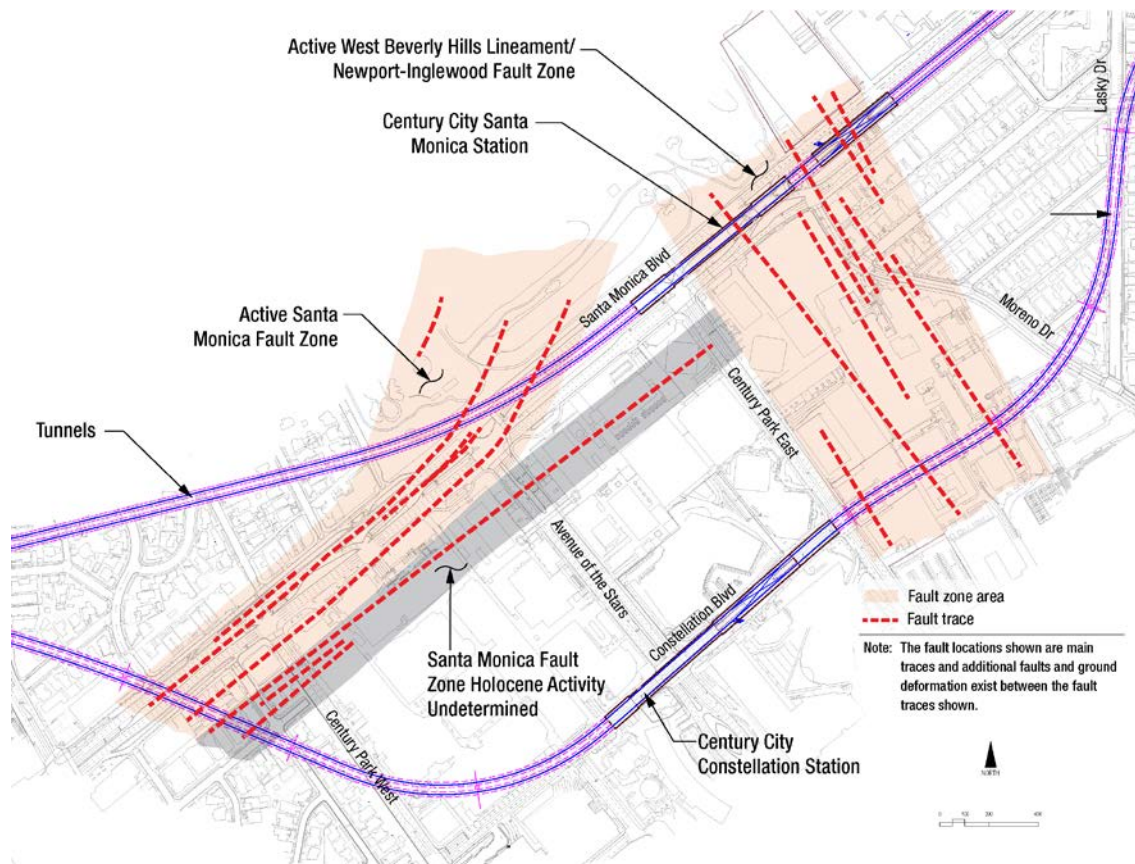 Active West Beverly Hills Lineament/
Newport-Inglewood Fault Zone
Century City Santa
Monica Station
Lasky Dr
Santa Monica Blvd
Active Santa
Monica Fault Zone
Moreno Dr
Century Park East
Tunnels
Avenue of the Stars
Constellation Blvd
Fault zone area
Fault trace
Note: The fault locations shown are main
traces and additional faults and ground
deformation exist between the fault
traces shown.
Santa Monica Fault
Zone Holocene Activity
Undetermined
Century Park West
Century City
Constellation Station
NORTH
0